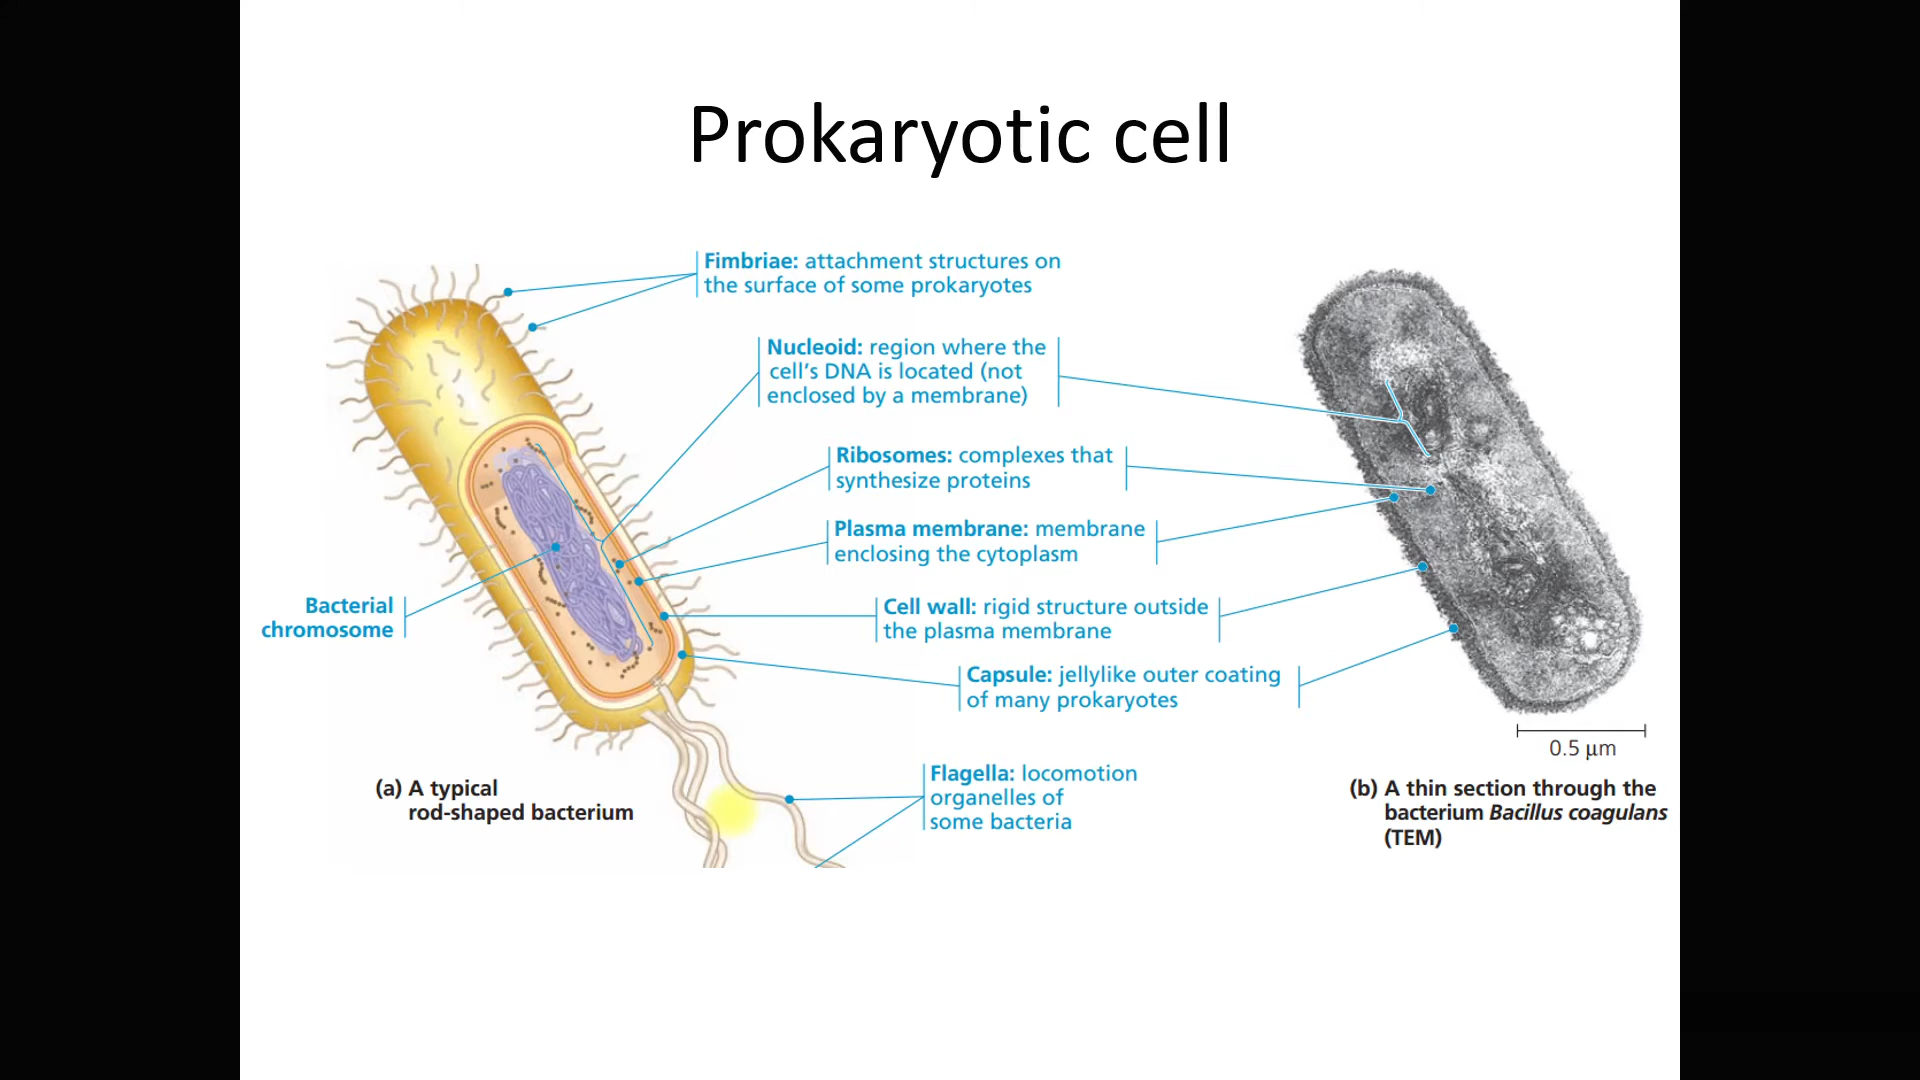 Prokaryotic cell
Fimbriae: attachment structures on
the surface of some prokaryotes
Nucleoid: region where the
cell's DNA is located (not
enclosed by a membrane)
Ribosomes: complexes that
synthesize proteins
Plasma membrane: membrane
enclosing the cytoplasm
Bacterial
chromosome
Cell wall: rigid structure outside
the plasma membrane
Capsule: jellylike outer coating
of many prokaryotes
0.5 µm
Flagella: locomotion
organelles of
some bacteria
(a) A typical
rod-shaped bacterium
(b) A thin section through the
bacterium Bacillus coagulans
(TEM)